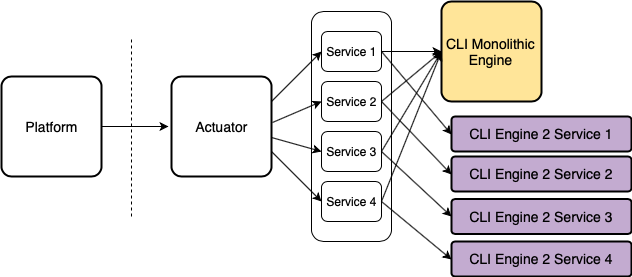 Platform
Actuator
Service 1
Service 2
Service 3
Service 4
CLI Monolithic
Engine
CLI Engine 2 Service 1
CLI Engine 2 Service 2
CLI Engine 2 Service 3
CLI Engine 2 Service 4